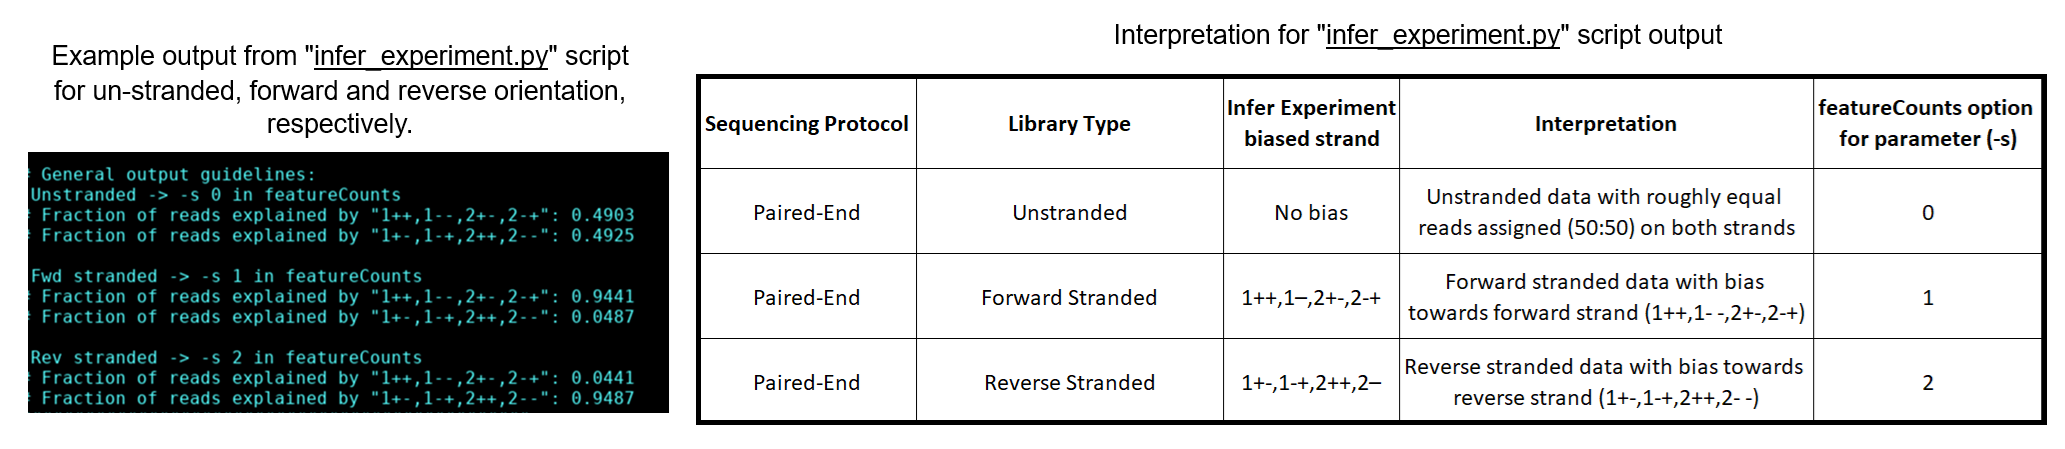 Example output from "infer_experiment.py" script
for un-stranded, forward and reverse orientation,
respectively.
# General output guidelines:
Unstranded -> -s 0 in featureCounts
# Fraction of reads explained by "1++,1--,2+-,2-+": 0.4903
# Fraction of reads explained by "1+-,1-+,2++,2--": 0.4925
Fwd stranded -> -s 1 in featureCounts
# Fraction of reads explained by "1++,1--,2+-,2-+": 0.9441
# Fraction of reads explained by "1+-,1-+,2++,2--": 0.0487
Rev stranded -> -s 2 in featureCounts
# Fraction of reads explained by "1++,1--,2+-,2-+": 0.0441
# Fraction of reads explained by "1+-,1-+,2++,2--": 0.9487
Interpretation for "infer_experiment.py" script output
Sequencing Protocol
Library Type
Infer Experiment
biased strand
Interpretation
featureCounts option
for parameter (-s)
Paired-End
Unstranded
No bias
Unstranded data with roughly equal
reads assigned (50:50) on both strands
0
Paired-End
Forward Stranded
1++,1–,2+-,2-+
Forward stranded data with bias
towards forward strand (1++,1- -,2+-,2-+)
1
Paired-End
Reverse Stranded
1+-,1-+,2++,2–
Reverse stranded data with bias towards
reverse strand (1+-,1-+,2++,2- -)
2